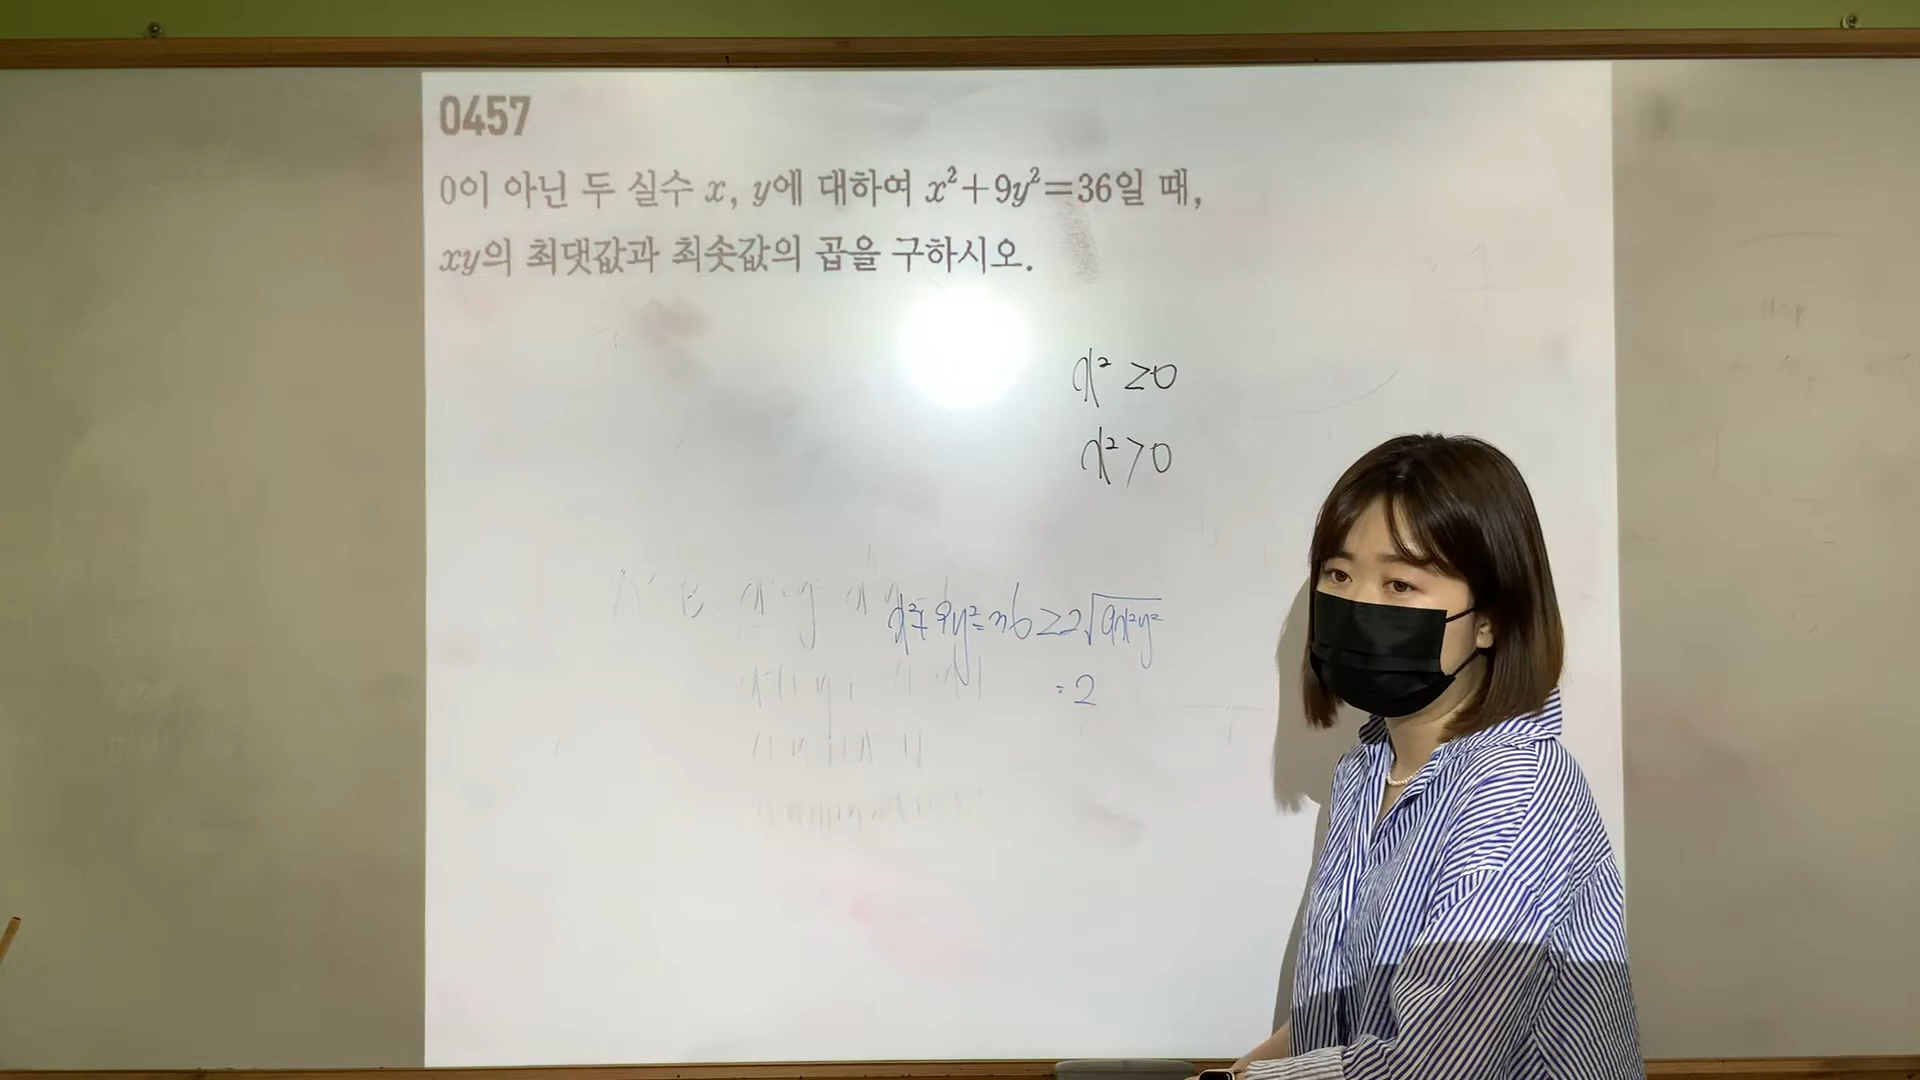 0457
0이 아닌 두 실수 x, y에 대하여 x²+9y²=36일 때,
xy의 최댓값과 최솟값의 곱을 구하시오.
x² ≥0
x² >0
x²+9y²=36≥2√9x²y²
=2